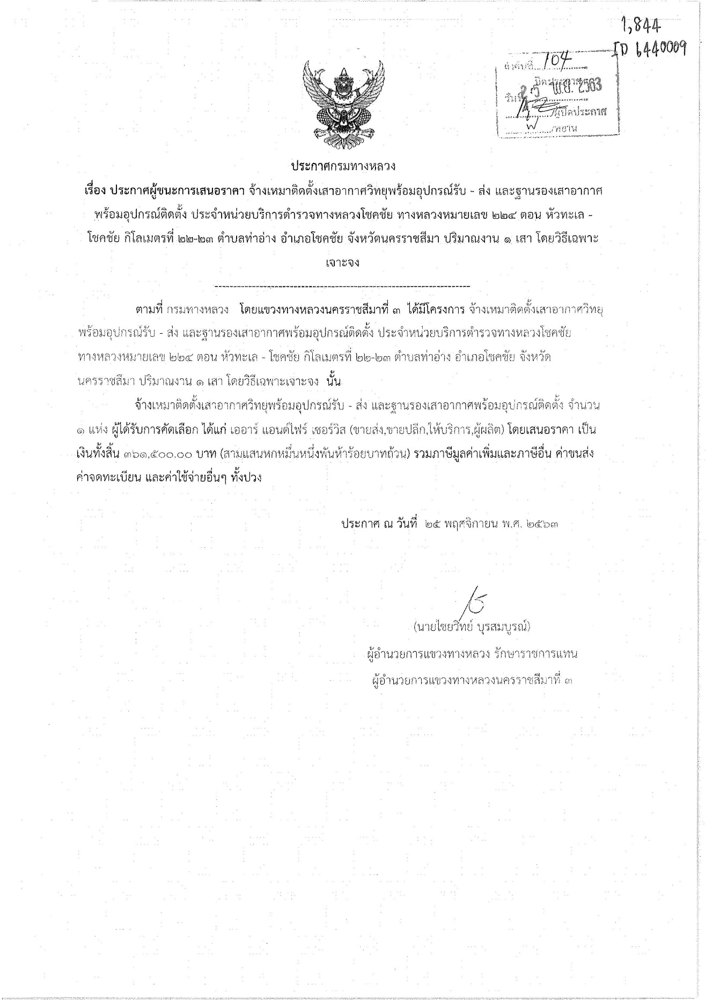 1,844
ID 6440009
ลำดับที่ 104
ปิดประกาศ
วันที่ 25 พ.ย. 2563
/ผู้ปิดประกาศ
/พยาน
ประกาศกรมทางหลวง
เรื่อง ประกาศผู้ชนะการเสนอราคา จ้างเหมาติดตั้งเสาอากาศวิทยุพร้อมอุปกรณ์รับ - ส่ง และฐานรองเสาอากาศ
พร้อมอุปกรณ์ติดตั้ง ประจำหน่วยบริการตำรวจทางหลวงโชคชัย ทางหลวงหมายเลข ๒๒๔ ตอน หัวทะเล -
โชคชัย กิโลเมตรที่ ๒๒-๒๓ ตำบลท่าอ่าง อำเภอโชคชัย จังหวัดนครราชสีมา ปริมาณงาน ๑ เสา โดยวิธีเฉพาะ
เจาะจง
--------------------------------------------------------------------
ตามที่ กรมทางหลวง โดยแขวงทางหลวงนครราชสีมาที่ ๓ ได้มีโครงการ จ้างเหมาติดตั้งเสาอากาศวิทยุ
พร้อมอุปกรณ์รับ - ส่ง และฐานรองเสาอากาศพร้อมอุปกรณ์ติดตั้ง ประจำหน่วยบริการตำรวจทางหลวงโชคชัย
ทางหลวงหมายเลข ๒๒๔ ตอน หัวทะเล - โชคชัย กิโลเมตรที่ ๒๒-๒๓ ตำบลท่าอ่าง อำเภอโชคชัย จังหวัด
นครราชสีมา ปริมาณงาน ๑ เสา โดยวิธีเฉพาะเจาะจง นั้น
จ้างเหมาติดตั้งเสาอากาศวิทยุพร้อมอุปกรณ์รับ - ส่ง และฐานรองเสาอากาศพร้อมอุปกรณ์ติดตั้ง จำนวน
๑ แห่ง ผู้ได้รับการคัดเลือก ได้แก่ เออาร์ แอนด์ไฟร์ เซอร์วิส (ขายส่ง,ขายปลีก,ให้บริการ,ผู้ผลิต) โดยเสนอราคา เป็น
เงินทั้งสิ้น ๓๖๑,๕๐๐.๐๐ บาท (สามแสนหกหมื่นหนึ่งพันห้าร้อยบาทถ้วน) รวมภาษีมูลค่าเพิ่มและภาษีอื่น ค่าขนส่ง
ค่าจดทะเบียน และค่าใช้จ่ายอื่นๆ ทั้งปวง
ประกาศ ณ วันที่ ๒๕ พฤศจิกายน พ.ศ. ๒๕๖๓
(นายไชยวิทย์ บุรสมบูรณ์)
ผู้อำนวยการแขวงทางหลวง รักษาราชการแทน
ผู้อำนวยการแขวงทางหลวงนครราชสีมาที่ ๓